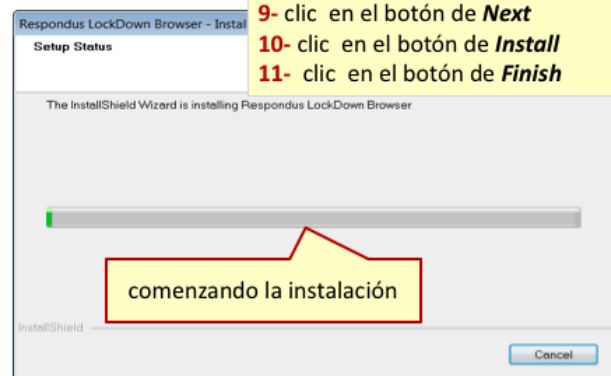 Respondus LockDown Browser - Instal
9- clic en el botón de Next
10- clic en el botón de Install
11- clic en el botón de Finish
Setup Status
The InstallShield Wizard is installing Respondus LockDown Browser
comenzando la instalación
InstallShield
Cancel